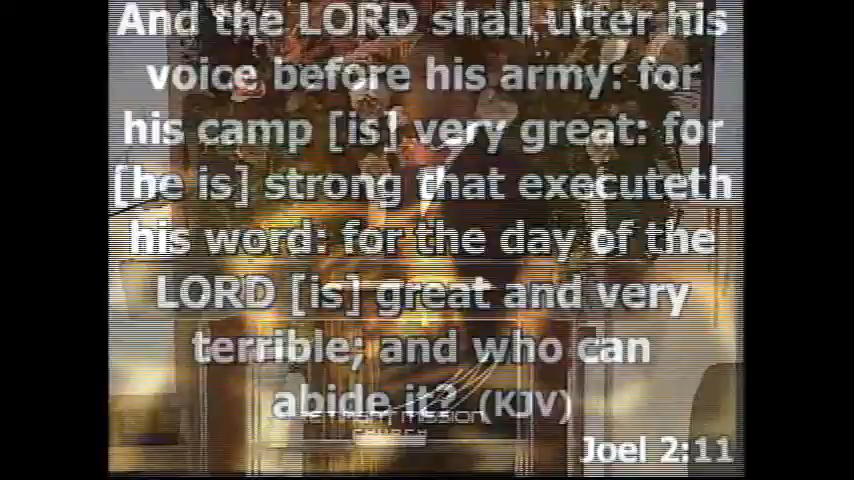 And the LORD shall utter his
voice before his army: for
his camp [is] very great: for
[he is] strong that executeth
his word: for the day of the
LORD [is] great and very
terrible; and who can
abide it? (KJV)
MISSION
CHURCH
Joel 2:11